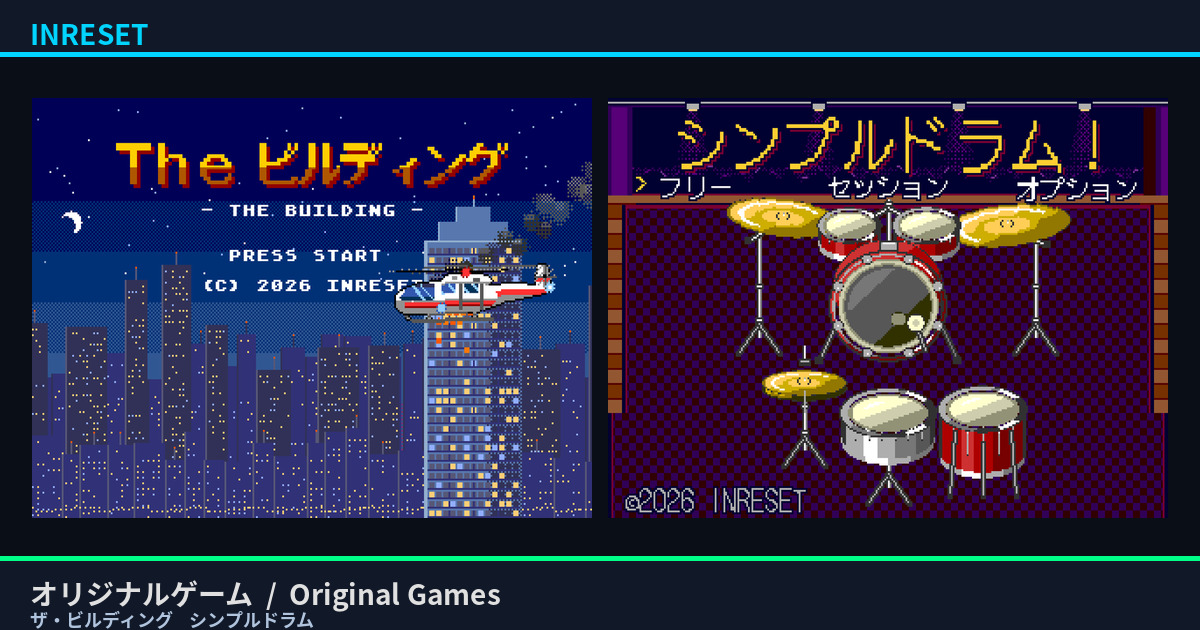 INRESET
The ビルディング
- THE BUILDING -
PRESS START
(C) 2026 INRESET
シンプルドラム！
> フリー セッション オプション
©2026 INRESET
オリジナルゲーム / Original Games
ザ・ビルディング シンプルドラム